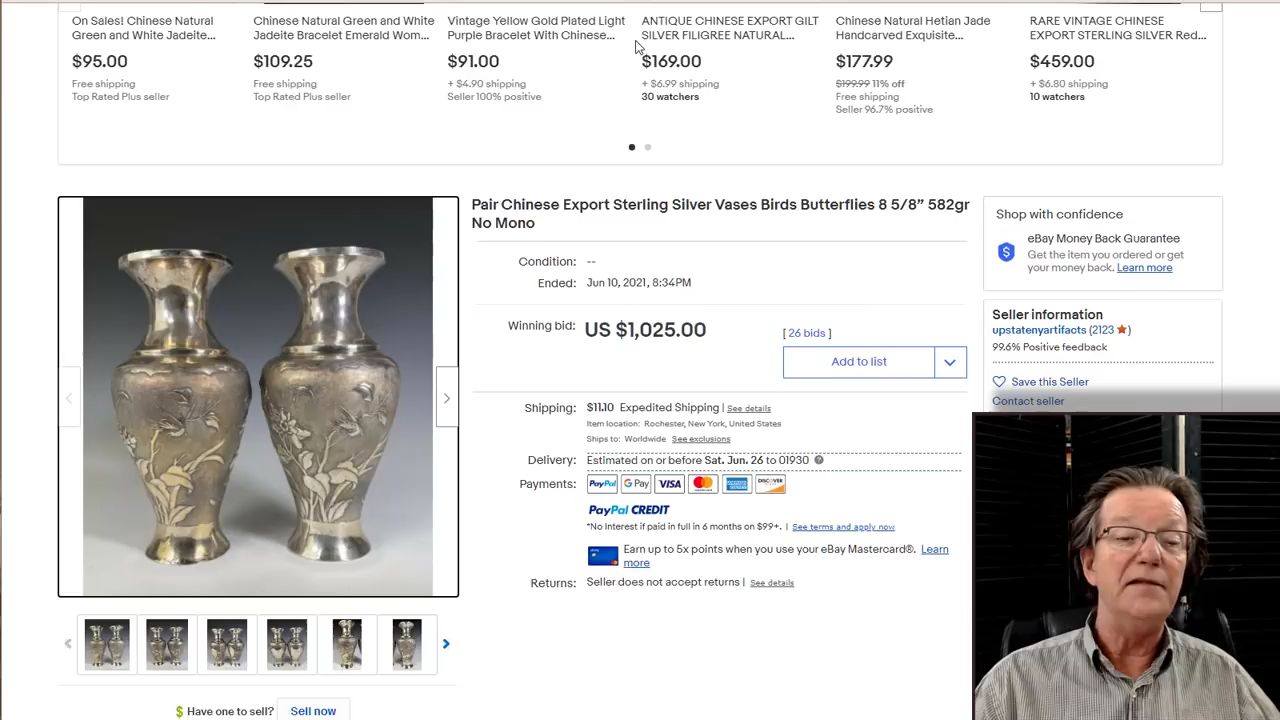 On Sales! Chinese Natural
Green and White Jadeite...
$95.00
Free shipping
Top Rated Plus seller
Chinese Natural Green and White
Jadeite Bracelet Emerald Wom...
$109.25
Free shipping
Top Rated Plus seller
Vintage Yellow Gold Plated Light
Purple Bracelet With Chinese...
$91.00
+ $4.90 shipping
Seller 100% positive
ANTIQUE CHINESE EXPORT GILT
SILVER FILIGREE NATURAL...
$169.00
+ $6.99 shipping
30 watchers
Chinese Natural Hetian Jade
Handcarved Exquisite...
$177.99
$199.99 11% off
Free shipping
Seller 96.7% positive
RARE VINTAGE CHINESE
EXPORT STERLING SILVER Red...
$459.00
+ $6.80 shipping
10 watchers
Pair Chinese Export Sterling Silver Vases Birds Butterflies 8 5/8” 582gr
No Mono
Condition: --
Ended: Jun 10, 2021, 8:34PM
Winning bid: US $1,025.00 [ 26 bids ]
Add to list
Shipping: $11.10 Expedited Shipping | See details
Item location: Rochester, New York, United States
Ships to: Worldwide See exclusions
Delivery: Estimated on or before Sat. Jun. 26 to 01930 ?
Payments: PayPal G Pay VISA MasterCard AMERICAN EXPRESS DISCOVER
PayPal CREDIT
*No Interest if paid in full in 6 months on $99+. | See terms and apply now
Earn up to 5x points when you use your eBay Mastercard®. Learn
more
Returns: Seller does not accept returns | See details
Shop with confidence
eBay Money Back Guarantee
Get the item you ordered or get
your money back. Learn more
Seller information
upstatenyartifacts (2123 ★)
99.6% Positive feedback
Save this Seller
Contact seller
$ Have one to sell? Sell now